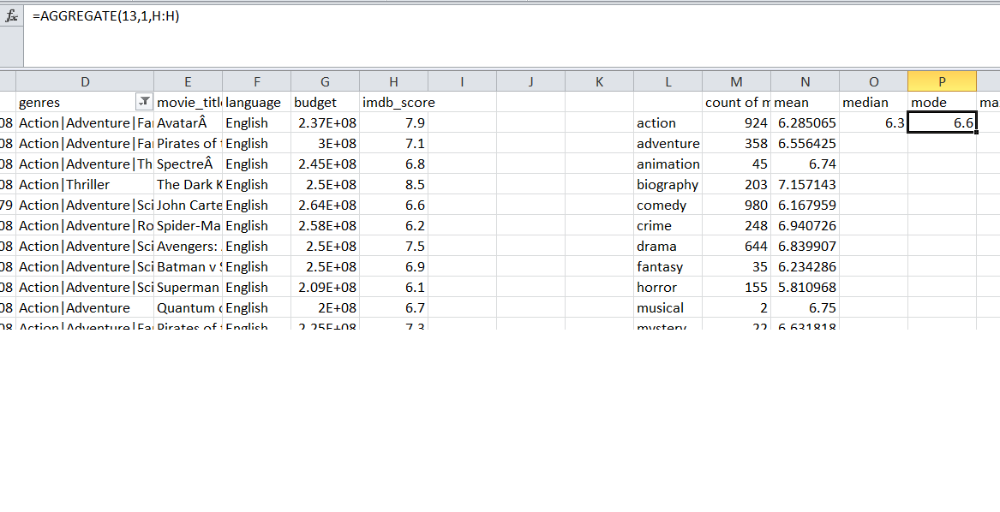 fx =AGGREGATE(13,1,H:H)
D E F G H I J K L M N O P
genres movie_titl language budget imdb_score count of m mean median mode ma
08 Action|Adventure|Fa AvatarÂ English 2.37E+08 7.9 action 924 6.285065 6.3 6.6
08 Action|Adventure|Fa Pirates of English 3E+08 7.1 adventure 358 6.556425
08 Action|Adventure|Th SpectreÂ English 2.45E+08 6.8 animation 45 6.74
08 Action|Thriller The Dark K English 2.5E+08 8.5 biography 203 7.157143
79 Action|Adventure|Sci John Carte English 2.64E+08 6.6 comedy 980 6.167959
08 Action|Adventure|Ro Spider-Ma English 2.58E+08 6.2 crime 248 6.940726
08 Action|Adventure|Sci Avengers: English 2.5E+08 7.5 drama 644 6.839907
08 Action|Adventure|Sci Batman v English 2.5E+08 6.9 fantasy 35 6.234286
08 Action|Adventure|Sci Superman English 2.09E+08 6.1 horror 155 5.810968
08 Action|Adventure Quantum English 2E+08 6.7 musical 2 6.75
08 Action|Adventure|Fa Pirates of English 2.25E+08 7.3 mystery 22 6.631818